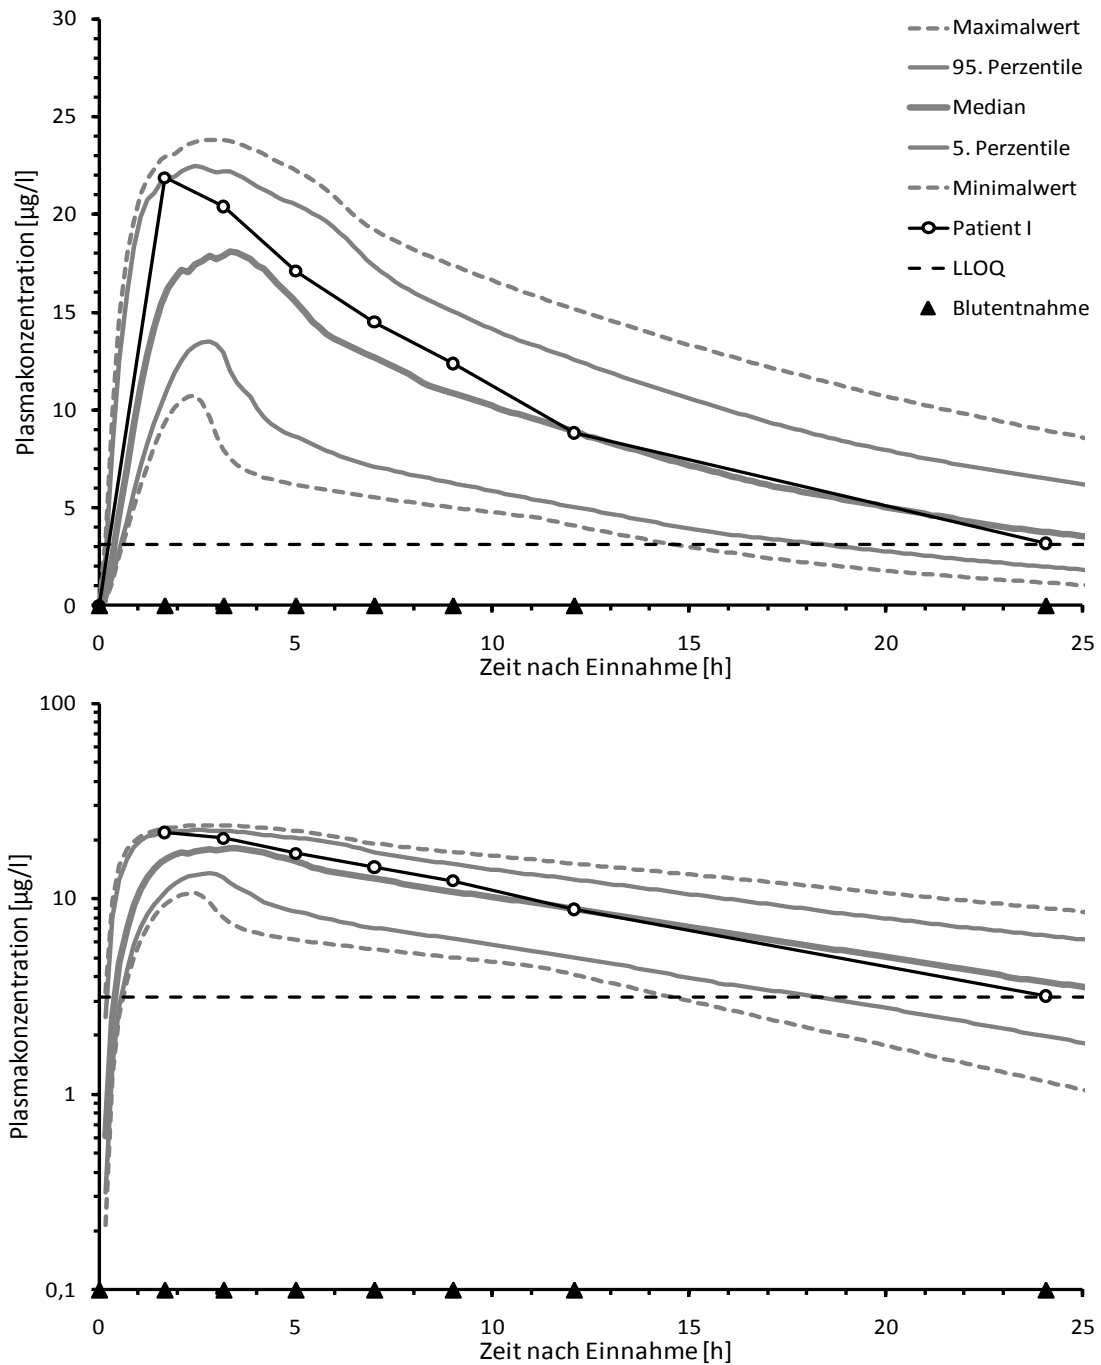 30
25
20
15
10
5
0
Plasmakonzentration [µg/l]
Maximalwert
95. Perzentile
Median
5. Perzentile
Minimalwert
Patient I
LLOQ
Blutentnahme
0 5 10 15 20 25
Zeit nach Einnahme [h]
100
10
1
0,1
Plasmakonzentration [µg/l]
0 5 10 15 20 25
Zeit nach Einnahme [h]